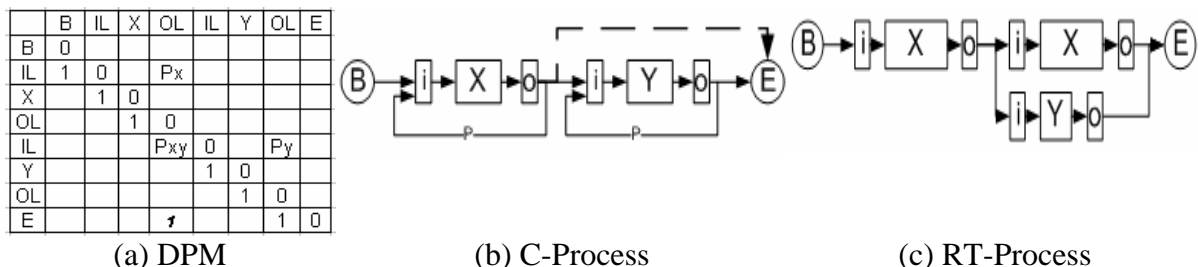 B IL X OL IL Y OL E
B 0
IL 1 0 Px
X 1 0
OL 1 0
IL Pxy 0 Py
Y 1 0
OL 1 0
E 1 1 0
B i X o i Y o E
P P
B i X o i X o E
i Y o
(a) DPM (b) C-Process (c) RT-Process